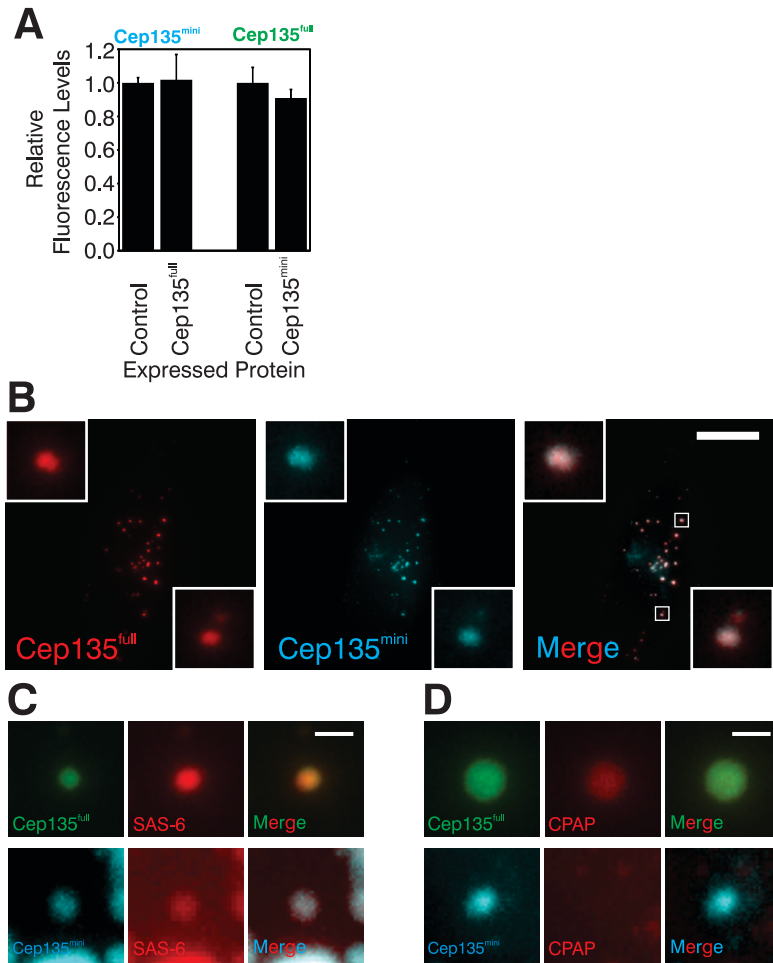 A
Cep135mini Cep135full
Relative
Fluorescence Levels
1.2
1.0
0.8
0.6
0.4
0.2
0.0
Control
Cep135full
Control
Cep135mini
Expressed Protein
B
Cep135full
Cep135mini
Merge
C
Cep135full
SAS-6
Merge
Cep135mini
SAS-6
Merge
D
Cep135full
CPAP
Merge
Cep135mini
CPAP
Merge